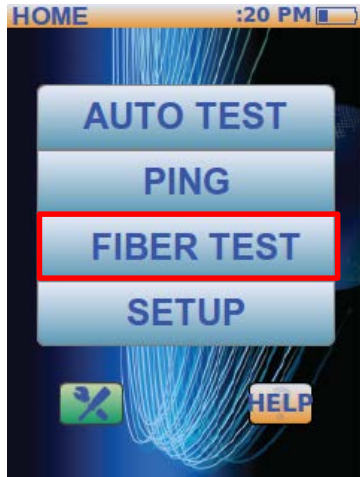 HOME :20 PM
AUTO TEST
PING
FIBER TEST
SETUP
HELP